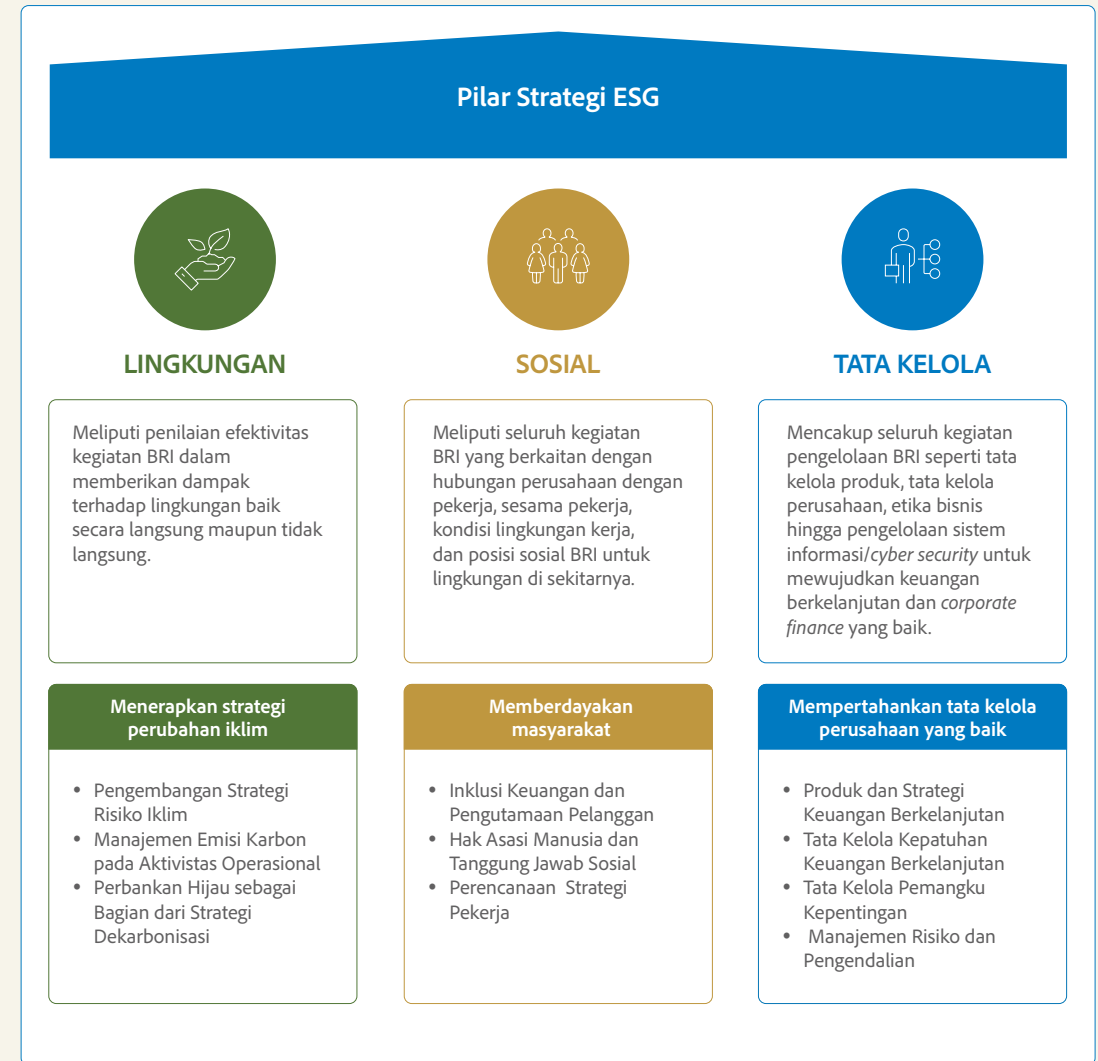 Pilar Strategi ESG
LINGKUNGAN
Meliputi penilaian efektivitas
kegiatan BRI dalam
memberikan dampak
terhadap lingkungan baik
secara langsung maupun tidak
langsung.
Menerapkan strategi
perubahan iklim
• Pengembangan Strategi
Risiko Iklim
• Manajemen Emisi Karbon
pada Aktivistas Operasional
• Perbankan Hijau sebagai
Bagian dari Strategi
Dekarbonisasi
SOSIAL
Meliputi seluruh kegiatan
BRI yang berkaitan dengan
hubungan perusahaan dengan
pekerja, sesama pekerja,
kondisi lingkungan kerja,
dan posisi sosial BRI untuk
lingkungan di sekitarnya.
Memberdayakan
masyarakat
• Inklusi Keuangan dan
Pengutamaan Pelanggan
• Hak Asasi Manusia dan
Tanggung Jawab Sosial
• Perencanaan Strategi
Pekerja
TATA KELOLA
Mencakup seluruh kegiatan
pengelolaan BRI seperti tata
kelola produk, tata kelola
perusahaan, etika bisnis
hingga pengelolaan sistem
informasi/cyber security untuk
mewujudkan keuangan
berkelanjutan dan corporate
finance yang baik.
Mempertahankan tata kelola
perusahaan yang baik
• Produk dan Strategi
Keuangan Berkelanjutan
• Tata Kelola Kepatuhan
Keuangan Berkelanjutan
• Tata Kelola Pemangku
Kepentingan
• Manajemen Risiko dan
Pengendalian